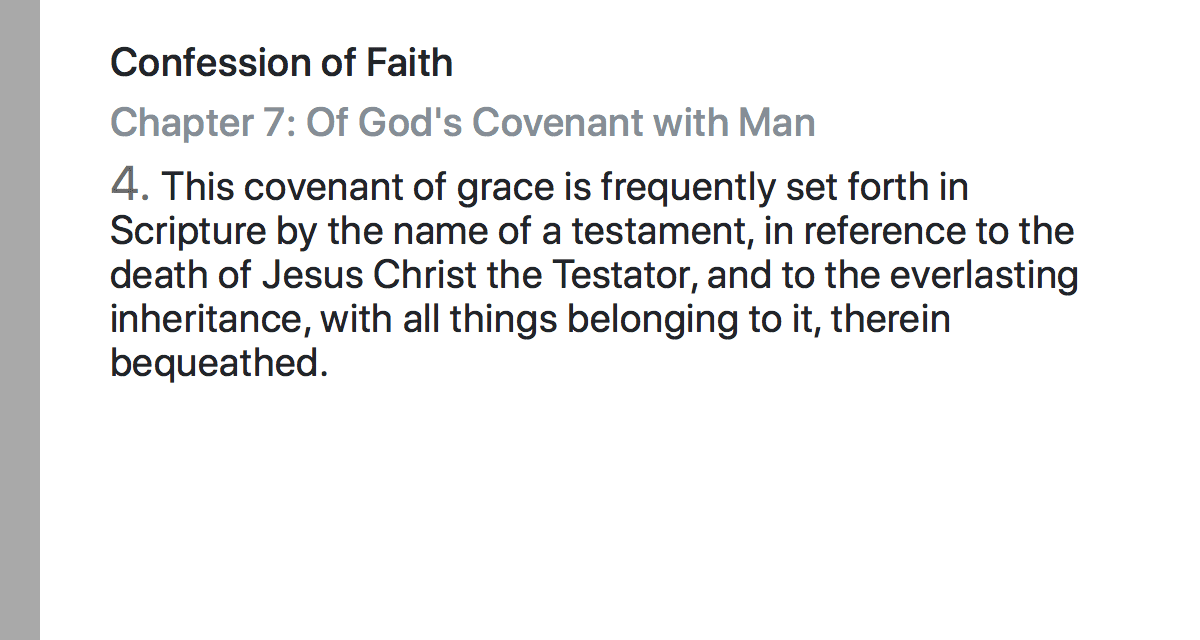 Confession of Faith
Chapter 7: Of God's Covenant with Man
4. This covenant of grace is frequently set forth in
Scripture by the name of a testament, in reference to the
death of Jesus Christ the Testator, and to the everlasting
inheritance, with all things belonging to it, therein
bequeathed.